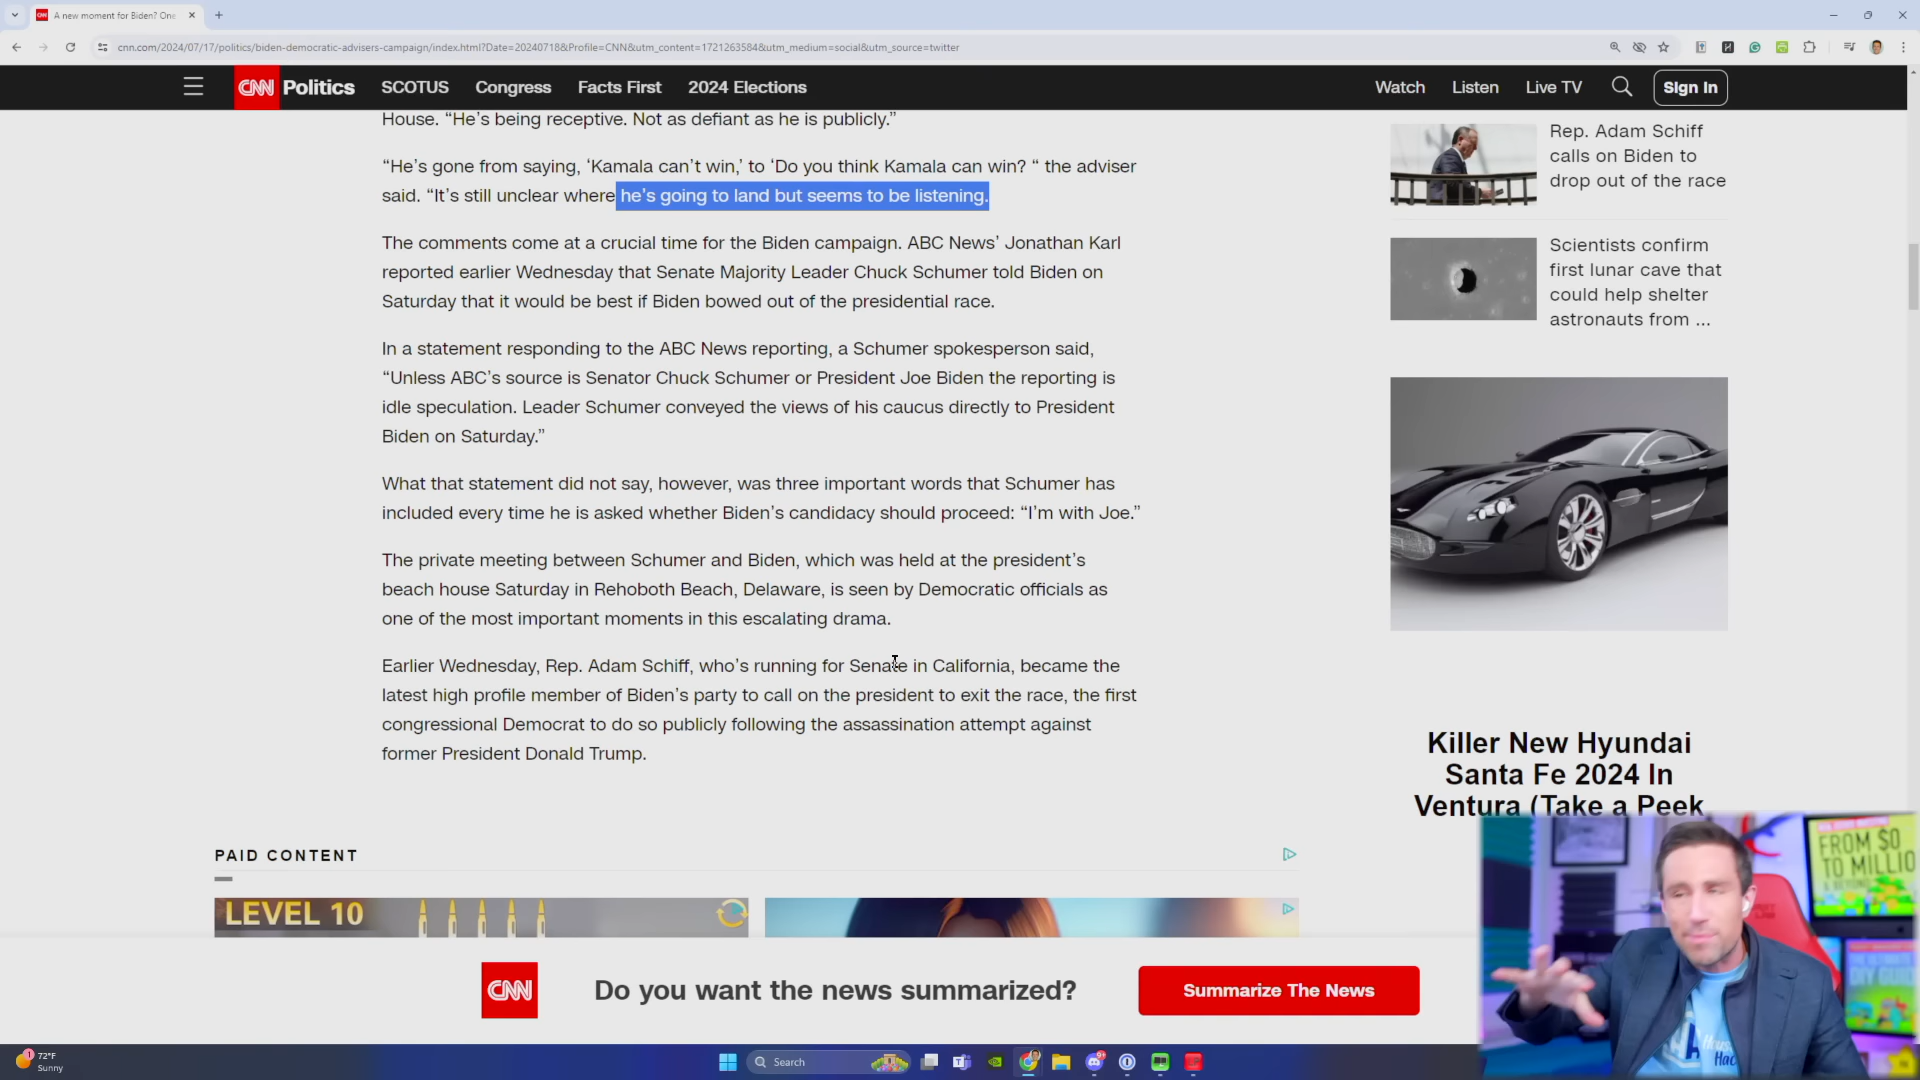 A new moment for Biden? One
cnn.com/2024/07/17/politics/biden-democratic-advisers-campaign/index.html?Date=20240718&Profile=CNN&utm_content=1721263584&utm_medium=social&utm_source=twitter
CNN Politics SCOTUS Congress Facts First 2024 Elections Watch Listen Live TV Sign In
House. “He’s being receptive. Not as defiant as he is publicly.”
“He’s gone from saying, ‘Kamala can’t win,’ to ‘Do you think Kamala can win? “ the adviser
said. “It’s still unclear where he’s going to land but seems to be listening.
The comments come at a crucial time for the Biden campaign. ABC News’ Jonathan Karl
reported earlier Wednesday that Senate Majority Leader Chuck Schumer told Biden on
Saturday that it would be best if Biden bowed out of the presidential race.
In a statement responding to the ABC News reporting, a Schumer spokesperson said,
“Unless ABC’s source is Senator Chuck Schumer or President Joe Biden the reporting is
idle speculation. Leader Schumer conveyed the views of his caucus directly to President
Biden on Saturday.”
What that statement did not say, however, was three important words that Schumer has
included every time he is asked whether Biden’s candidacy should proceed: “I’m with Joe.”
The private meeting between Schumer and Biden, which was held at the president’s
beach house Saturday in Rehoboth Beach, Delaware, is seen by Democratic officials as
one of the most important moments in this escalating drama.
Earlier Wednesday, Rep. Adam Schiff, who’s running for Senate in California, became the
latest high profile member of Biden’s party to call on the president to exit the race, the first
congressional Democrat to do so publicly following the assassination attempt against
former President Donald Trump.
Rep. Adam Schiff
calls on Biden to
drop out of the race
Scientists confirm
first lunar cave that
could help shelter
astronauts from ...
Killer New Hyundai
Santa Fe 2024 In
Ventura (Take a Peek
PAID CONTENT
LEVEL 10
CNN Do you want the news summarized? Summarize The News
FROM $0
TO MILLIO
72°F
Sunny
Search